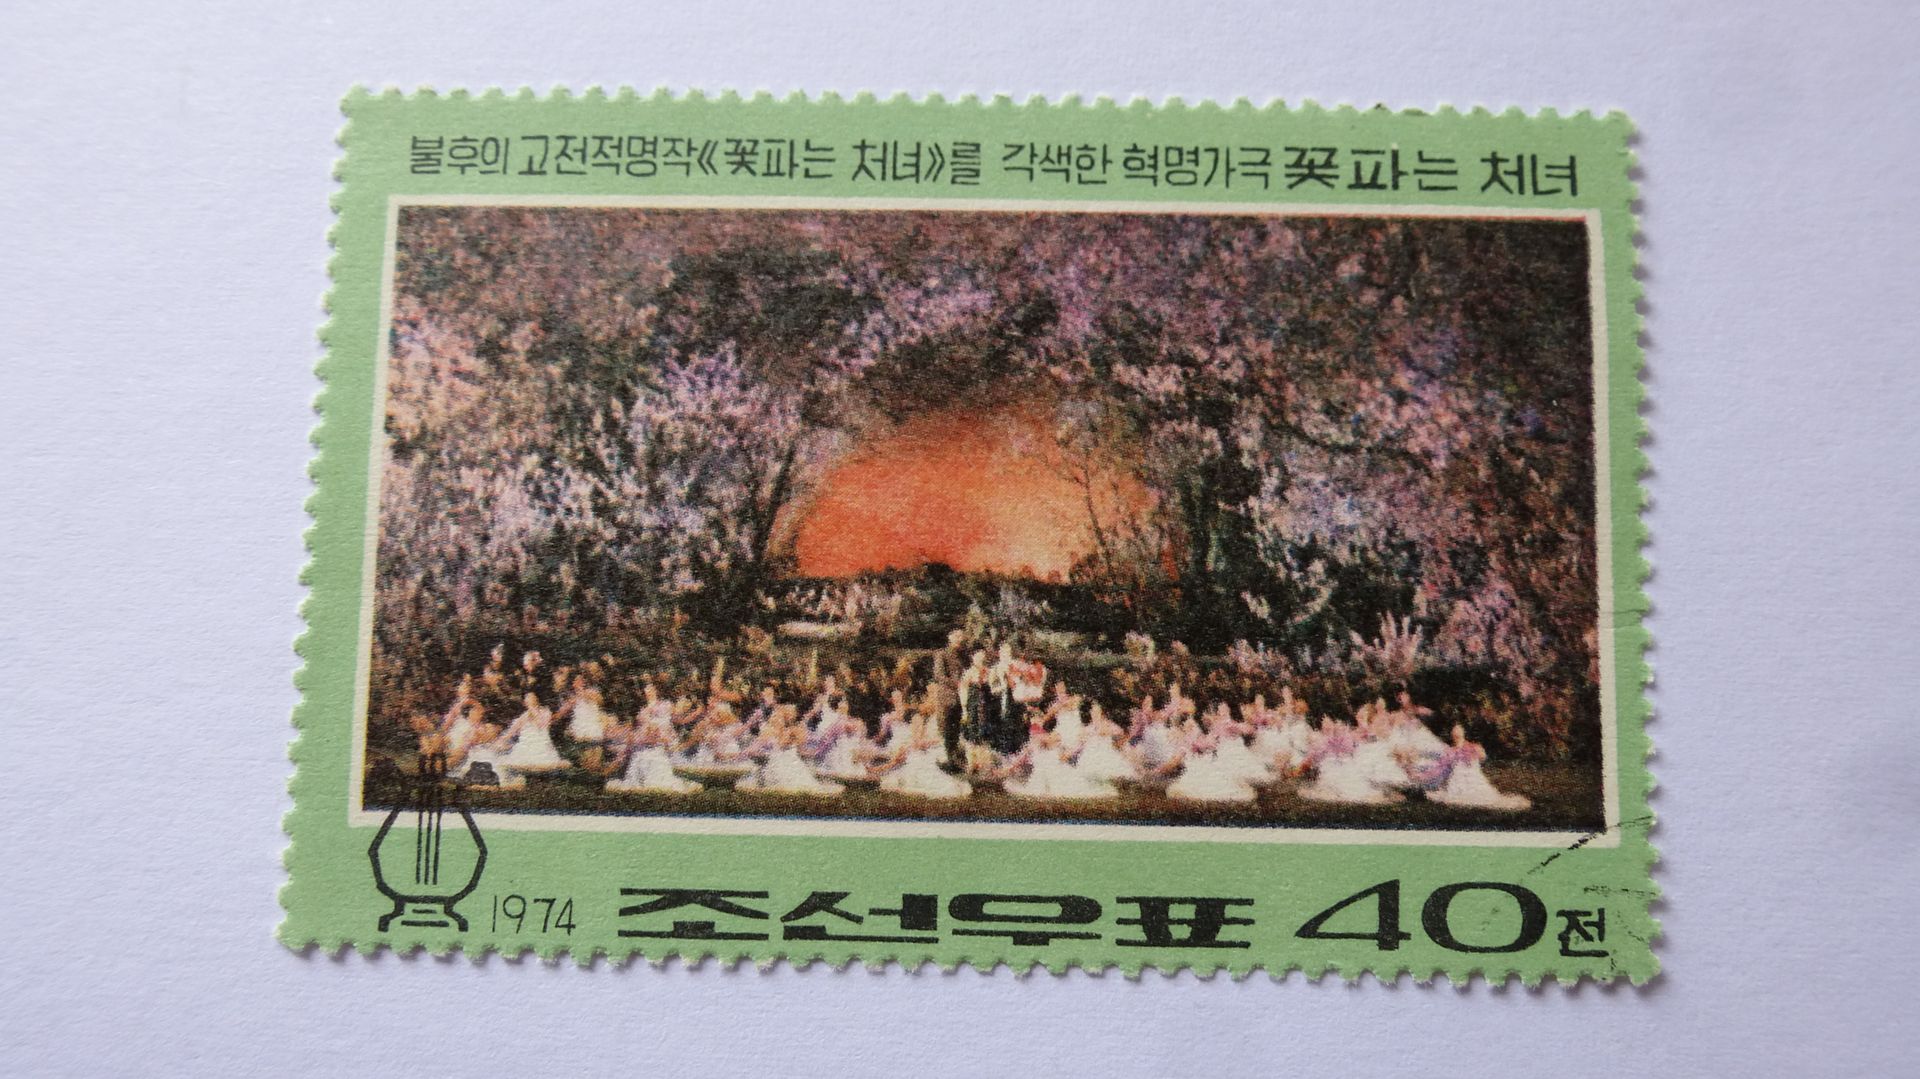 불후의 고전적명작《꽃파는 처녀》를 각색한 혁명가극 꽃파는 처녀
1974 조선우표 40전